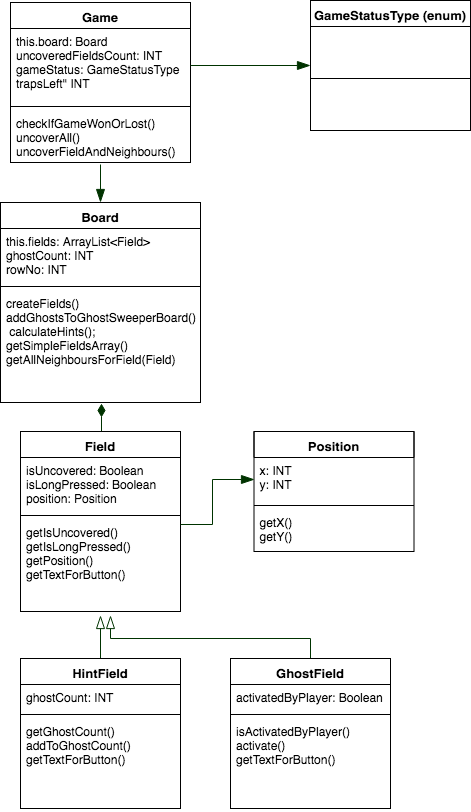 Game
this.board: Board
uncoveredFieldsCount: INT
gameStatus: GameStatusType
trapsLeft" INT
checkIfGameWonOrLost()
uncoverAll()
uncoverFieldAndNeighbours()
GameStatusType (enum)
Board
this.fields: ArrayList<Field>
ghostCount: INT
rowNo: INT
createFields()
addGhostsToGhostSweeperBoard()
calculateHints();
getSimpleFieldsArray()
getAllNeighboursForField(Field)
Field
isUncovered: Boolean
isLongPressed: Boolean
position: Position
getIsUncovered()
getIsLongPressed()
getPosition()
getTextForButton()
Position
x: INT
y: INT
getX()
getY()
HintField
ghostCount: INT
getGhostCount()
addToGhostCount()
getTextForButton()
GhostField
activatedByPlayer: Boolean
isActivatedByPlayer()
activate()
getTextForButton()